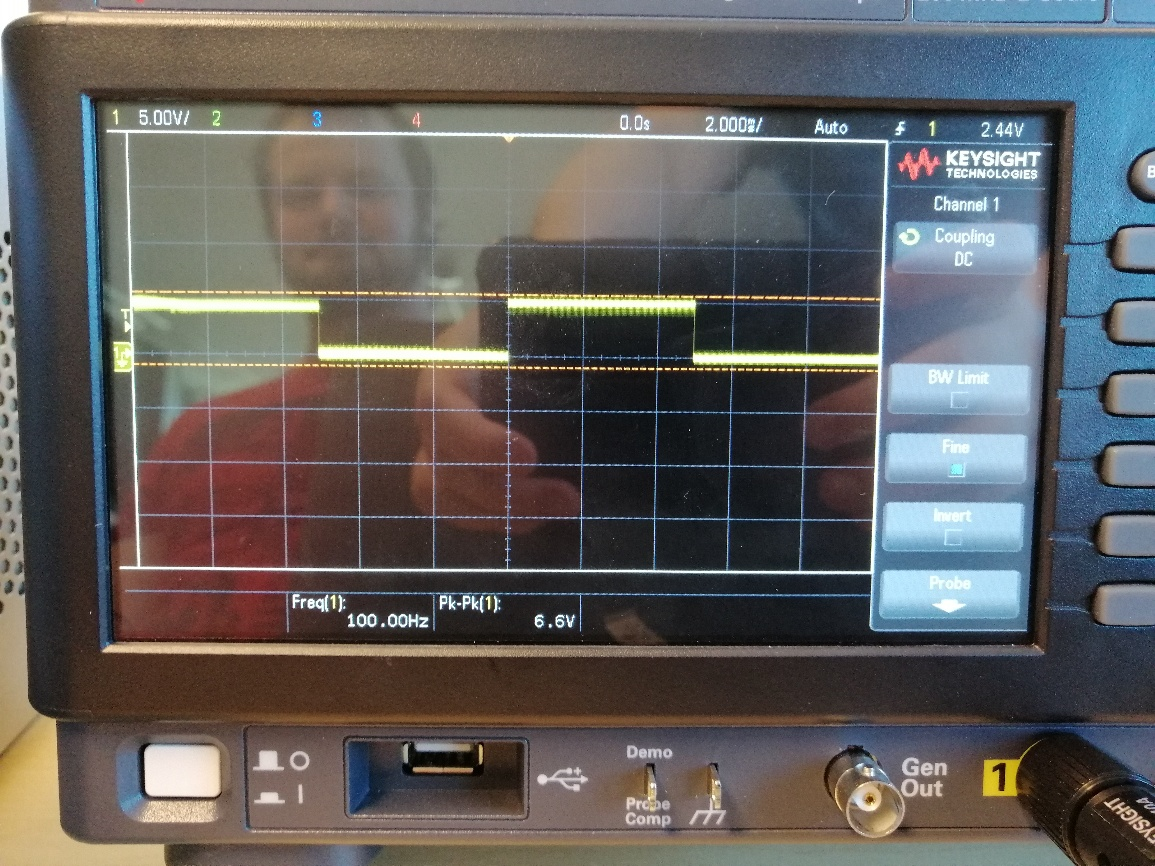 1 5.00V/ 2 3 4 0.0s 2.000ms/ Auto 1 2.44V
KEYSIGHT
TECHNOLOGIES
Channel 1
Coupling
DC
T
1
BW Limit
Fine
Invert
Probe
Freq(1):
100.00Hz
Pk-Pk(1):
6.6V
Demo
Probe
Comp
Gen
Out
1
KEYSIGHT